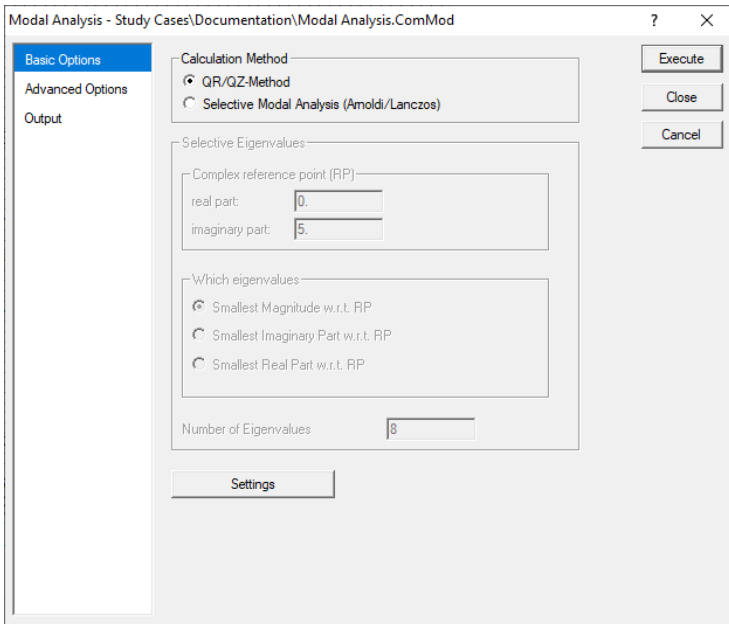 Modal Analysis - Study Cases\Documentation\Modal Analysis.ComMod ? ×
Basic Options
Advanced Options
Output
Calculation Method
QR/QZ-Method
Selective Modal Analysis (Arnoldi/Lanczos)
Selective Eigenvalues
Complex reference point (RP)
real part: 0.
imaginary part: 5.
Which eigenvalues
Smallest Magnitude w.r.t. RP
Smallest Imaginary Part w.r.t. RP
Smallest Real Part w.r.t. RP
Number of Eigenvalues 8
Settings
Execute
Close
Cancel